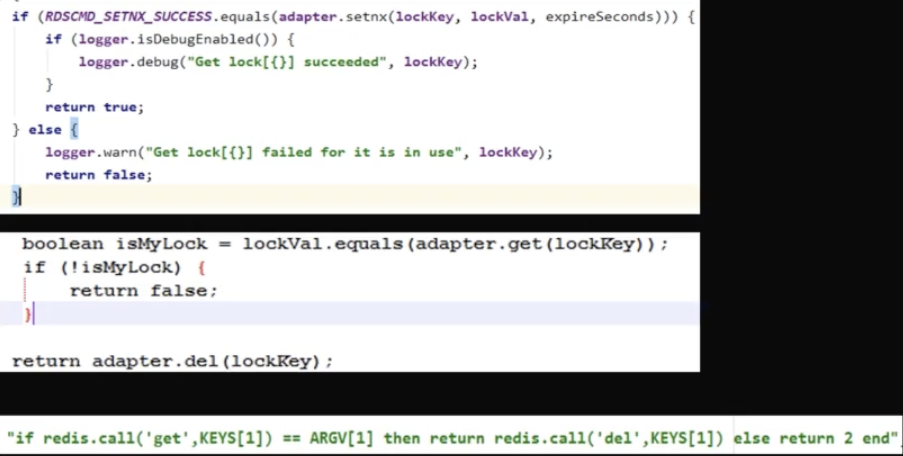 if (RDSCMD_SETNX_SUCCESS.equals(adapter.setnx(lockKey, lockVal, expireSeconds))) {
if (logger.isDebugEnabled()) {
logger.debug("Get lock[{}] succeeded", lockKey);
}
return true;
} else {
logger.warn("Get lock[{}] failed for it is in use", lockKey);
return false;
}
boolean isMyLock = lockVal.equals(adapter.get(lockKey));
if (!isMyLock) {
return false;
}
return adapter.del(lockKey);
"if redis.call('get',KEYS[1]) == ARGV[1] then return redis.call('del',KEYS[1]) else return 2 end"